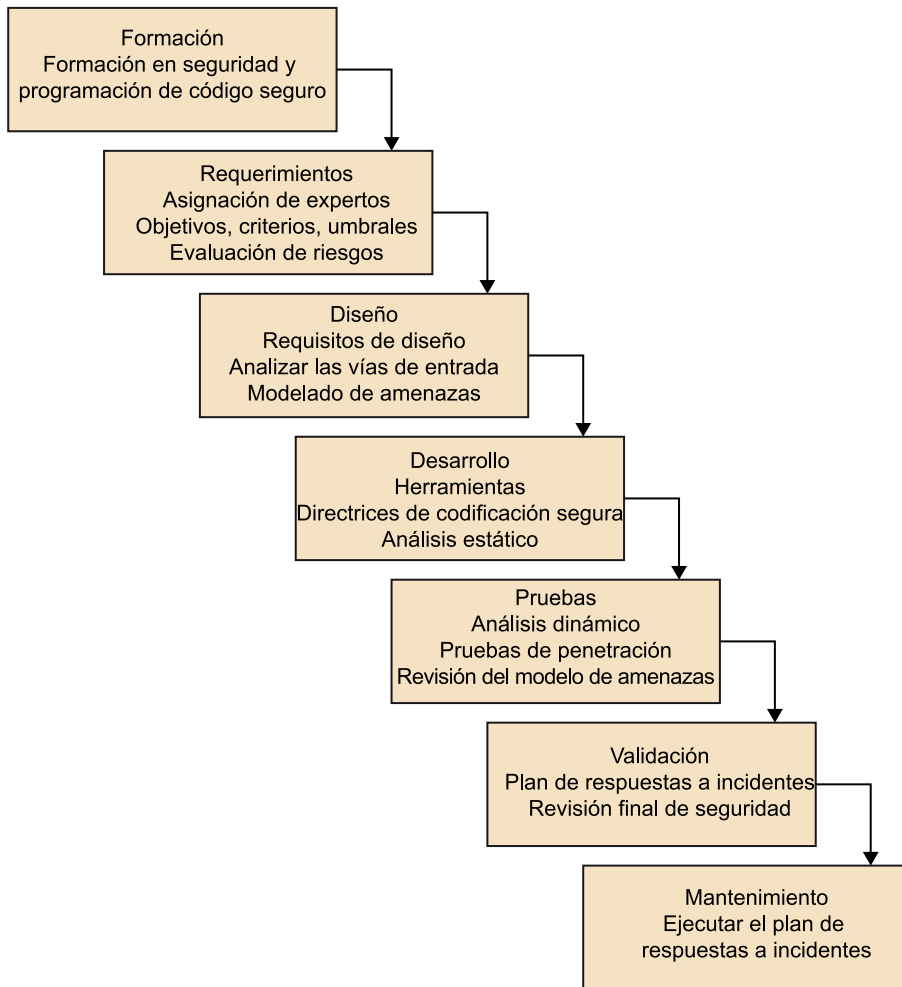 Formación
Formación en seguridad y
programación de código seguro
Requerimientos
Asignación de expertos
Objetivos, criterios, umbrales
Evaluación de riesgos
Diseño
Requisitos de diseño
Analizar las vías de entrada
Modelado de amenazas
Desarrollo
Herramientas
Directrices de codificación segura
Análisis estático
Pruebas
Análisis dinámico
Pruebas de penetración
Revisión del modelo de amenazas
Validación
Plan de respuestas a incidentes
Revisión final de seguridad
Mantenimiento
Ejecutar el plan de
respuestas a incidentes